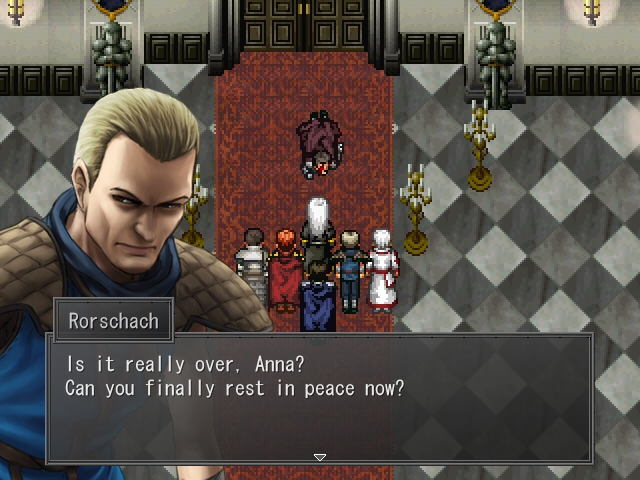 Rorschach
Is it really over, Anna?
Can you finally rest in peace now?